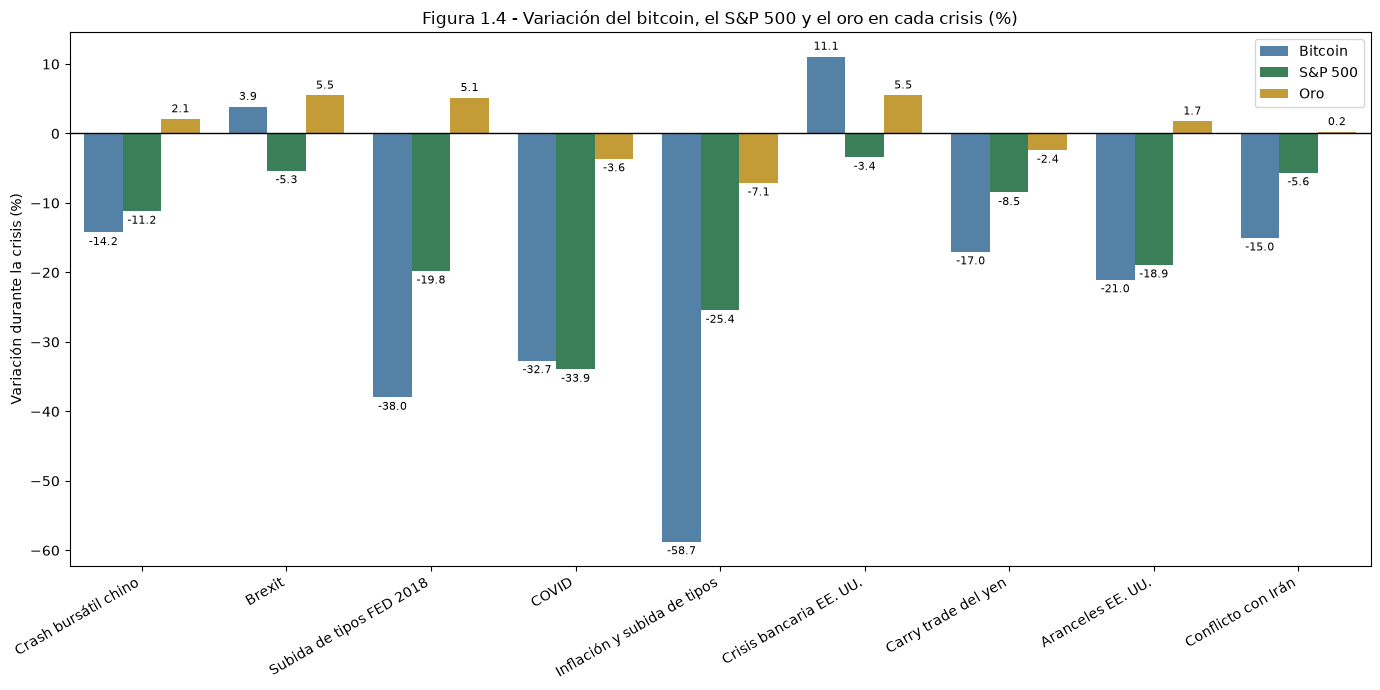 Figura 1.4 - Variación del bitcoin, el S&P 500 y el oro en cada crisis (%)
Bitcoin
S&P 500
Oro
Variación durante la crisis (%)
10
0
−10
−20
−30
−40
−50
−60
-14.2
-11.2
2.1
3.9
-5.3
5.5
-38.0
-19.8
5.1
-32.7
-33.9
-3.6
-58.7
-25.4
-7.1
11.1
-3.4
5.5
-17.0
-8.5
-2.4
-21.0
-18.9
1.7
-15.0
-5.6
0.2
Crash bursátil chino
Brexit
Subida de tipos FED 2018
COVID
Inflación y subida de tipos
Crisis bancaria EE. UU.
Carry trade del yen
Aranceles EE. UU.
Conflicto con Irán